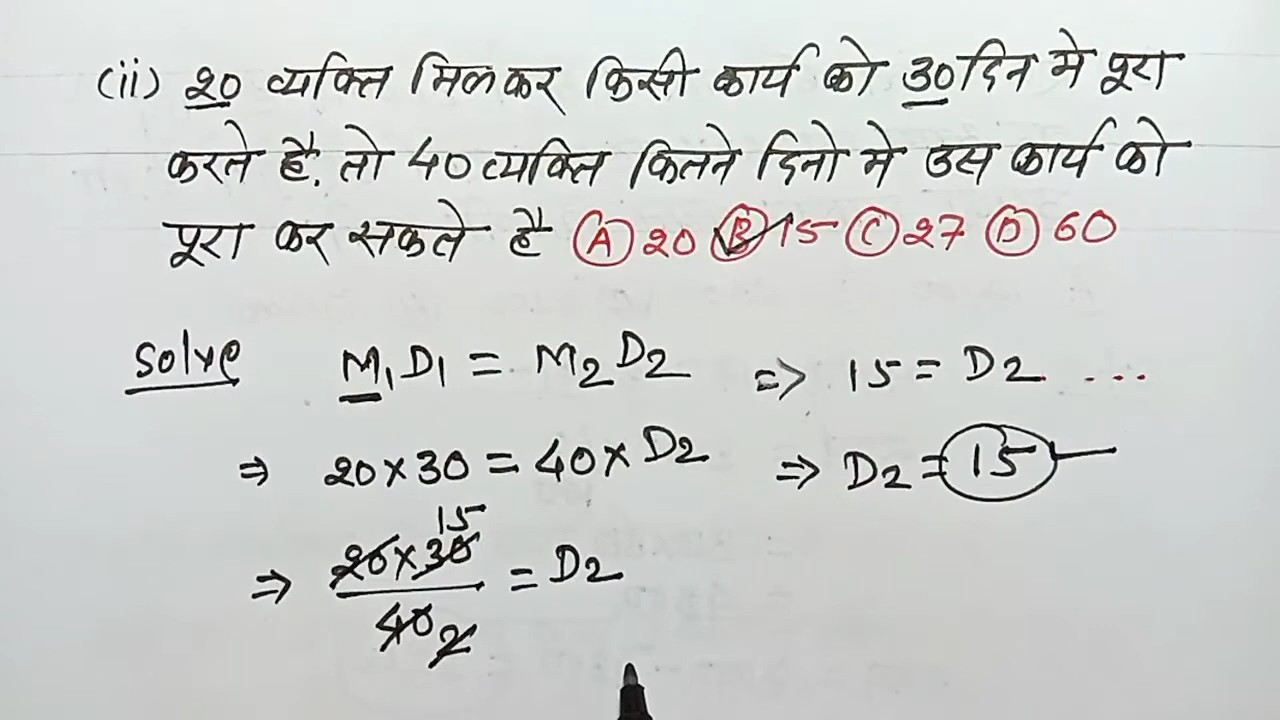 (ii) 20 व्यक्ति मिलकर किसी कार्य को 30 दिन मे पूरा
करते है, तो 40 व्यक्ति कितने दिनो मे उस कार्य को
पूरा कर सकते है (A) 20 (B) 15 (C) 27 (D) 60
Solve M₁D₁ = M₂D₂ => 15 = D₂ ...
=> 20 × 30 = 40 × D₂ => D₂ = 15
15
=> 20 × 30 / 40 2 = D₂